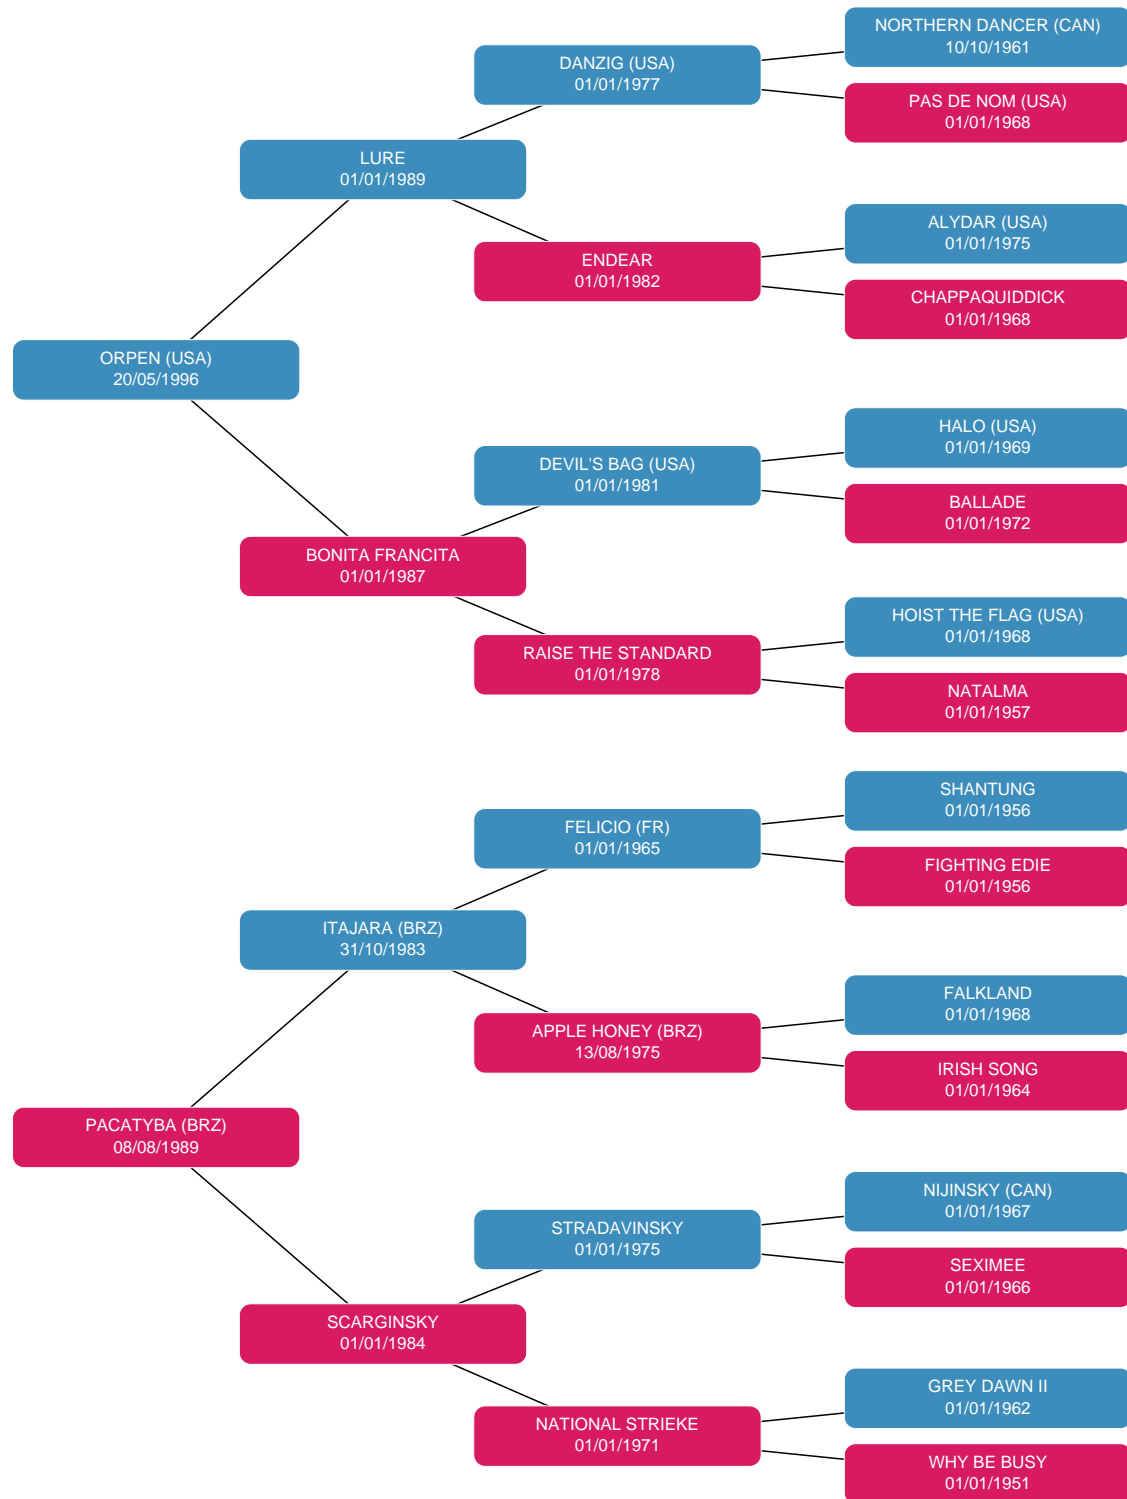 NORTHERN DANCER (CAN)
10/10/1961
DANZIG (USA)
01/01/1977
PAS DE NOM (USA)
01/01/1968
LURE
01/01/1989
ALYDAR (USA)
01/01/1975
ENDEAR
01/01/1982
CHAPPAQUIDDICK
01/01/1968
ORPEN (USA)
20/05/1996
HALO (USA)
01/01/1969
DEVIL'S BAG (USA)
01/01/1981
BALLADE
01/01/1972
BONITA FRANCITA
01/01/1987
HOIST THE FLAG (USA)
01/01/1968
RAISE THE STANDARD
01/01/1978
NATALMA
01/01/1957
SHANTUNG
01/01/1956
FELICIO (FR)
01/01/1965
FIGHTING EDIE
01/01/1956
ITAJARA (BRZ)
31/10/1983
FALKLAND
01/01/1968
APPLE HONEY (BRZ)
13/08/1975
IRISH SONG
01/01/1964
PACATYBA (BRZ)
08/08/1989
NIJINSKY (CAN)
01/01/1967
STRADAVINSKY
01/01/1975
SEXIMEE
01/01/1966
SCARGINSKY
01/01/1984
GREY DAWN II
01/01/1962
NATIONAL STRIEKE
01/01/1971
WHY BE BUSY
01/01/1951